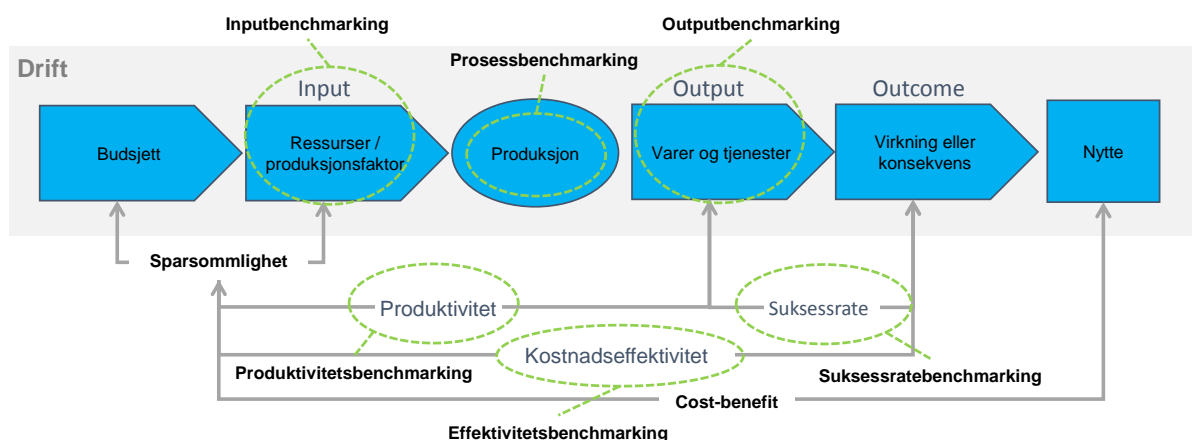 Inputbenchmarking
Outputbenchmarking
Prosessbenchmarking
Drift
Input
Output
Outcome
Budsjett
Ressurser /
produksjonsfaktor
Produksjon
Varer og tjenester
Virkning eller
konsekvens
Nytte
Sparsommlighet
Produktivitet
Suksessrate
Kostnadseffektivitet
Produktivitetsbenchmarking
Suksessratebenchmarking
Cost-benefit
Effektivitetsbenchmarking